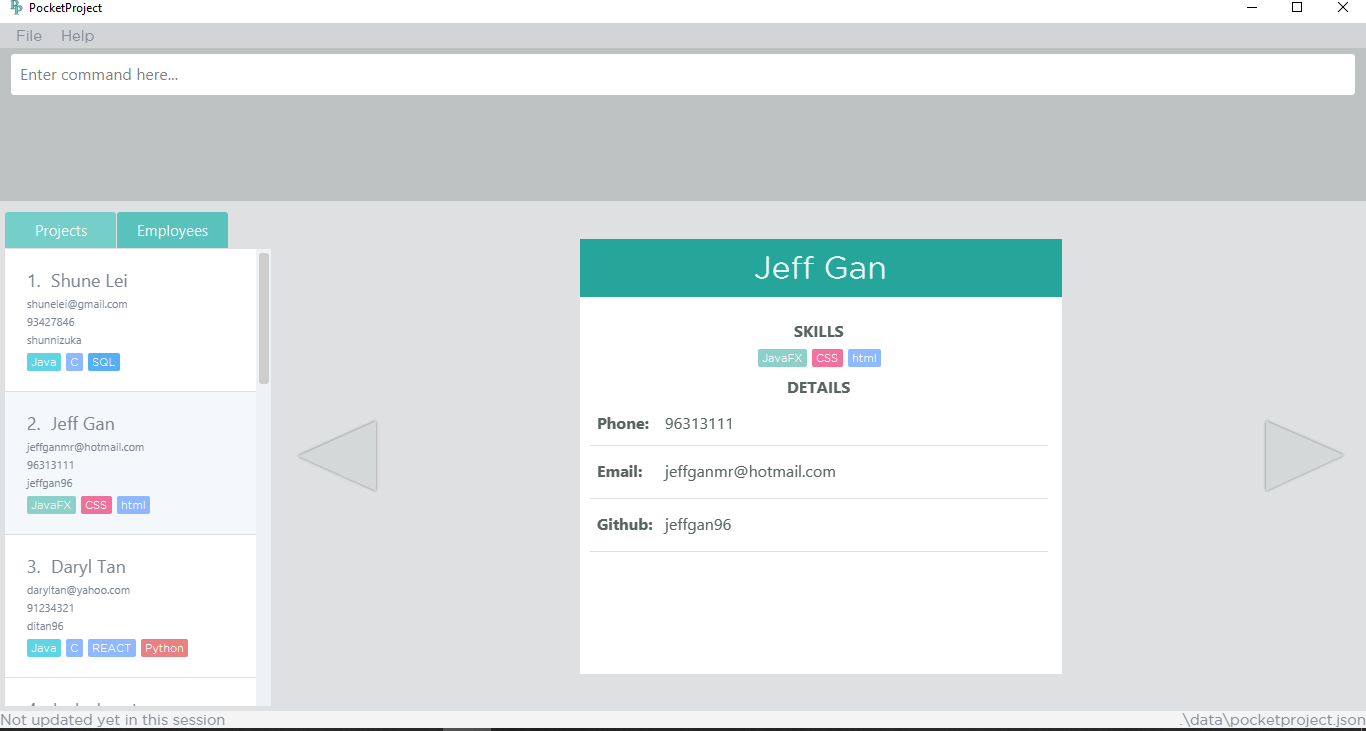 PocketProject
File Help
Enter command here...
Projects Employees
1. Shune Lei
shunelei@gmail.com
93427846
shunnizuka
Java C SQL
2. Jeff Gan
jeffganmr@hotmail.com
96313111
jeffgan96
JavaFX CSS html
3. Daryl Tan
daryltan@yahoo.com
91234321
ditan96
Java C REACT Python
Jeff Gan
SKILLS
JavaFX CSS html
DETAILS
Phone: 96313111
Email: jeffganmr@hotmail.com
Github: jeffgan96
Not updated yet in this session
.\data\pocketproject.json